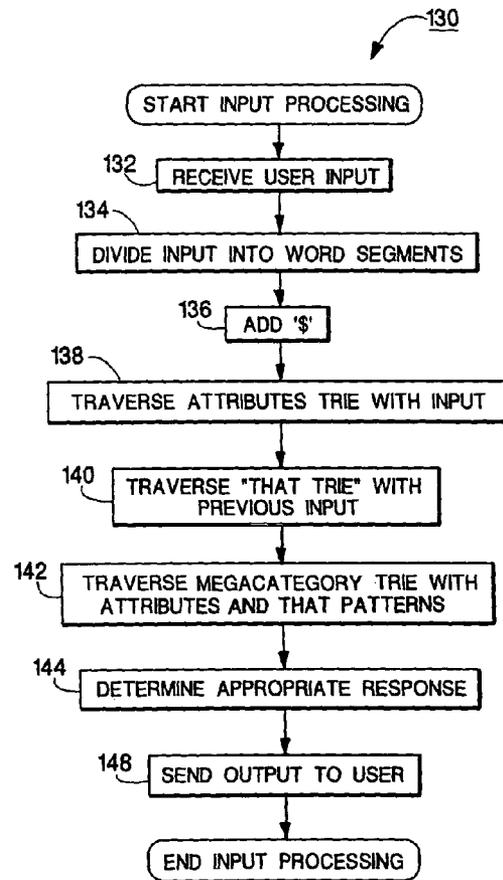 130
START INPUT PROCESSING
132
RECEIVE USER INPUT
134
DIVIDE INPUT INTO WORD SEGMENTS
136
ADD '$'
138
TRAVERSE ATTRIBUTES TRIE WITH INPUT
140
TRAVERSE "THAT TRIE" WITH
PREVIOUS INPUT
142
TRAVERSE MEGACATEGORY TRIE WITH
ATTRIBUTES AND THAT PATTERNS
144
DETERMINE APPROPRIATE RESPONSE
148
SEND OUTPUT TO USER
END INPUT PROCESSING